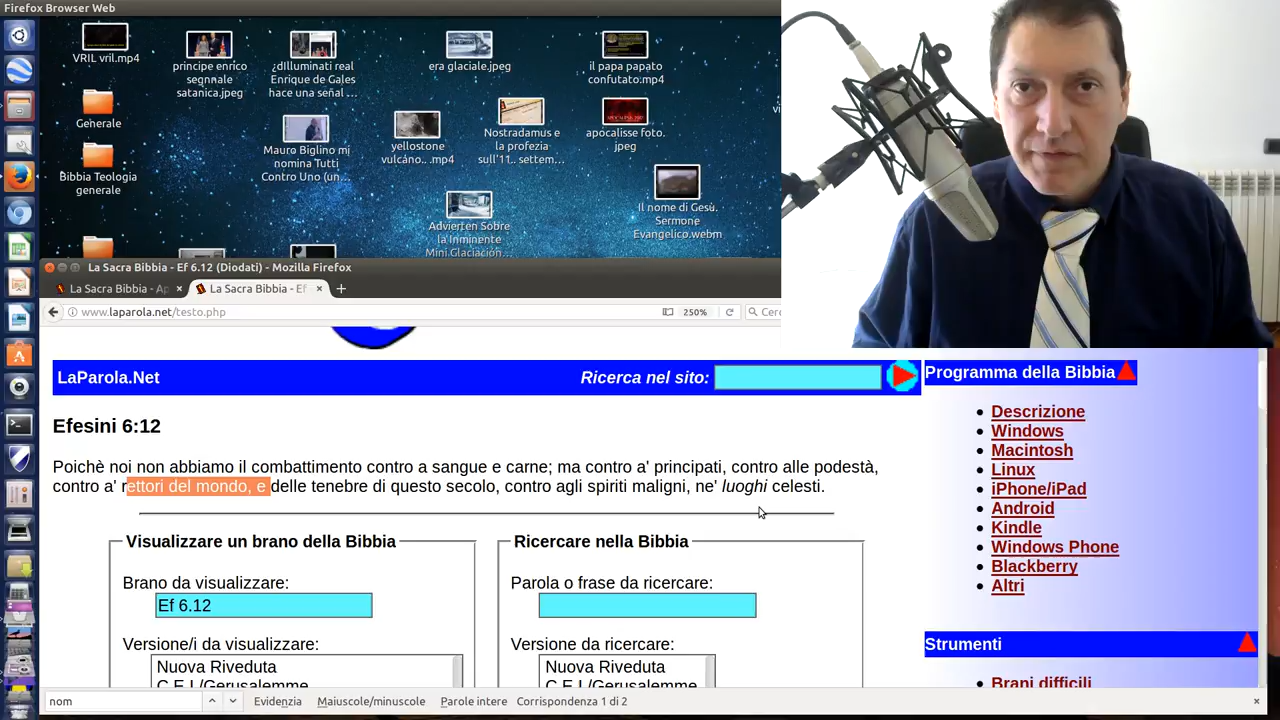 Firefox Browser Web
VRIL vril.mp4
principe enrico
segnnale
satanica.jpeg
¿dIlluminati real
Enrique de Gales
hace una señal ...
era glaciale.jpeg
il papa papato
confutato.mp4
Generale
Mauro Biglino mi
nomina Tutti
Contro Uno (un...
yellostone
vulcáno.. .mp4
Nostradamus e
la profezia
sull'11.. settem...
apocalisse foto.
jpeg
Bibbia Teologia
generale
Advierten Sobre
la Inminente
Mini Glaciación...
Il nome di Gesù.
Sermone
Evangelico.webm
La Sacra Bibbia - Ef 6.12 (Diodati) - Mozilla Firefox
La Sacra Bibbia - Ap
La Sacra Bibbia - Ef
www.laparola.net/testo.php
250%
Cerc
LaParola.Net
Ricerca nel sito:
Programma della Bibbia
Efesini 6:12
Poichè noi non abbiamo il combattimento contro a sangue e carne; ma contro a' principati, contro alle podestà,
contro a' rettori del mondo, e delle tenebre di questo secolo, contro agli spiriti maligni, ne' luoghi celesti.
Descrizione
Windows
Macintosh
Linux
iPhone/iPad
Android
Kindle
Windows Phone
Blackberry
Altri
Visualizzare un brano della Bibbia
Ricercare nella Bibbia
Brano da visualizzare:
Ef 6.12
Parola o frase da ricercare:
Versione/i da visualizzare:
Nuova Riveduta
C.E.I./Gerusalemme
Versione da ricercare:
Nuova Riveduta
C.E.I./Gerusalemme
Strumenti
Brani difficili
nom
Evidenzia
Maiuscole/minuscole
Parole intere
Corrispondenza 1 di 2